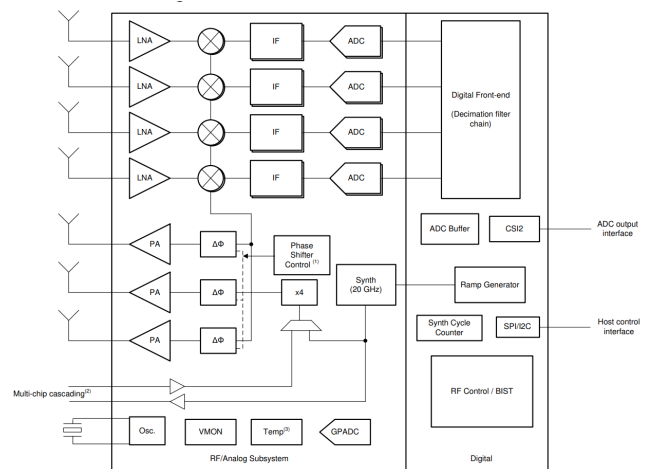 LNA
IF
ADC
LNA
IF
ADC
Digital Front-end
(Decimation filter
chain)
LNA
IF
ADC
LNA
IF
ADC
PA
ΔΦ
Phase
Shifter
Control (1)
ADC Buffer
CSI2
ADC output
interface
PA
ΔΦ
x4
Synth
(20 GHz)
Ramp Generator
PA
ΔΦ
Synth Cycle
Counter
SPI/I2C
Host control
interface
Multi-chip cascading(2)
RF Control / BIST
Osc.
VMON
Temp(3)
GPADC
RF/Analog Subsystem
Digital